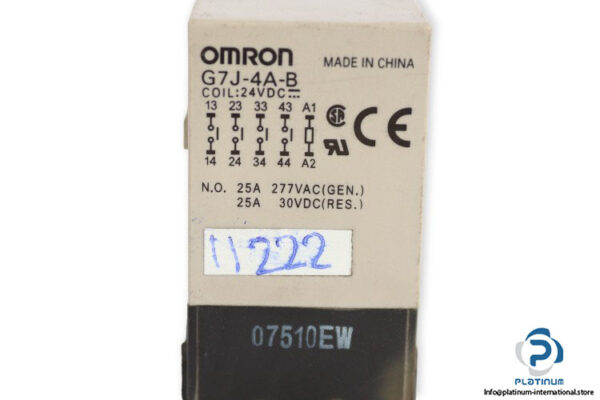 OMRON
MADE IN CHINA
G7J-4A-B
COIL:24VDC
13 23 33 43 A1
14 24 34 44 A2
N.O. 25A 277VAC(GEN.)
25A 30VDC(RES.)
11222
07510EW
PLATINUM
Info@platinum-international.store